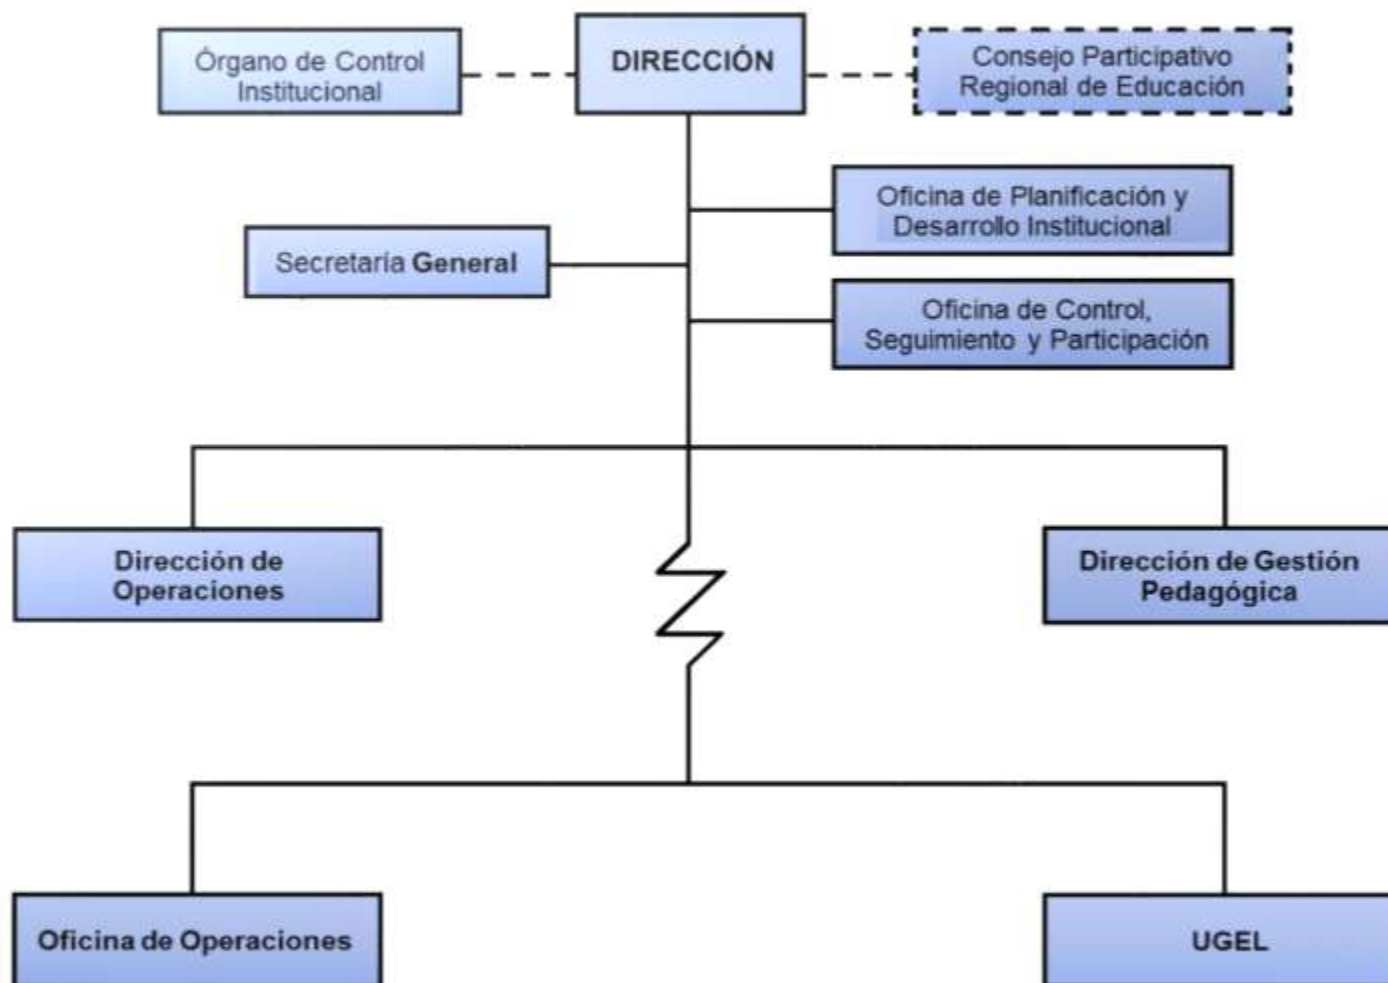 Órgano de Control
Institucional
DIRECCIÓN
Consejo Participativo
Regional de Educación
Oficina de Planificación y
Desarrollo Institucional
Secretaría General
Oficina de Control,
Seguimiento y Participación
Dirección de
Operaciones
Dirección de Gestión
Pedagógica
Oficina de Operaciones
UGEL